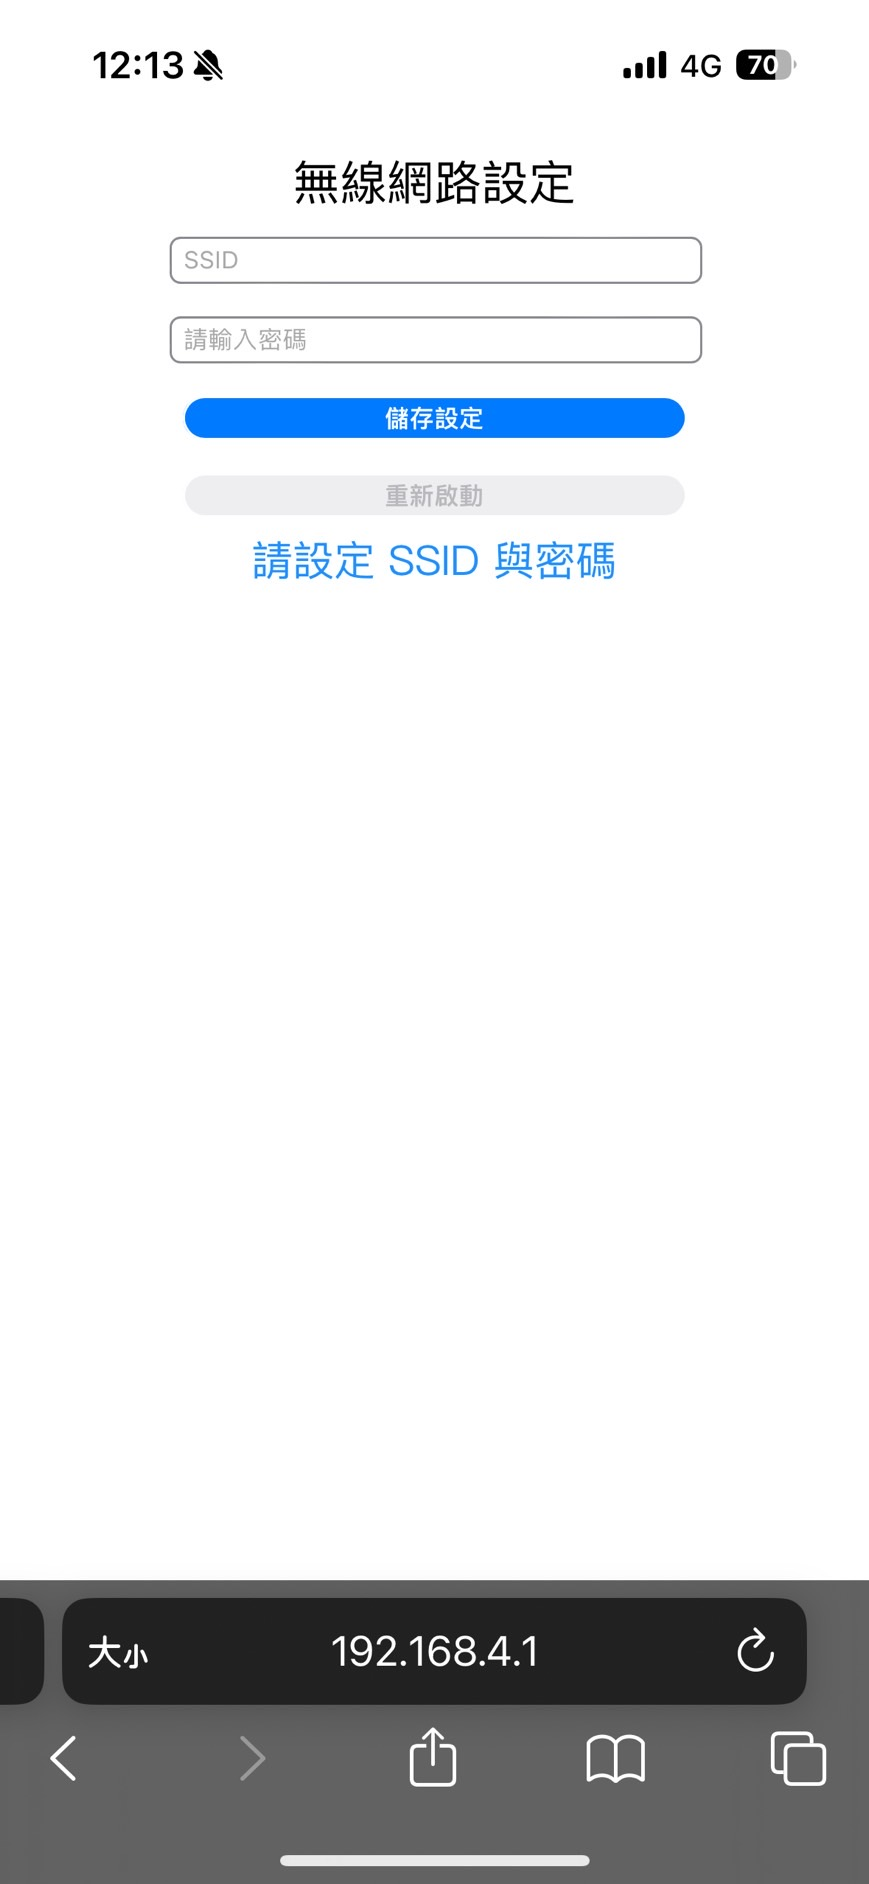 12:13
4G
70
無線網路設定
SSID
請輸入密碼
儲存設定
重新啟動
請設定 SSID 與密碼
大小
192.168.4.1